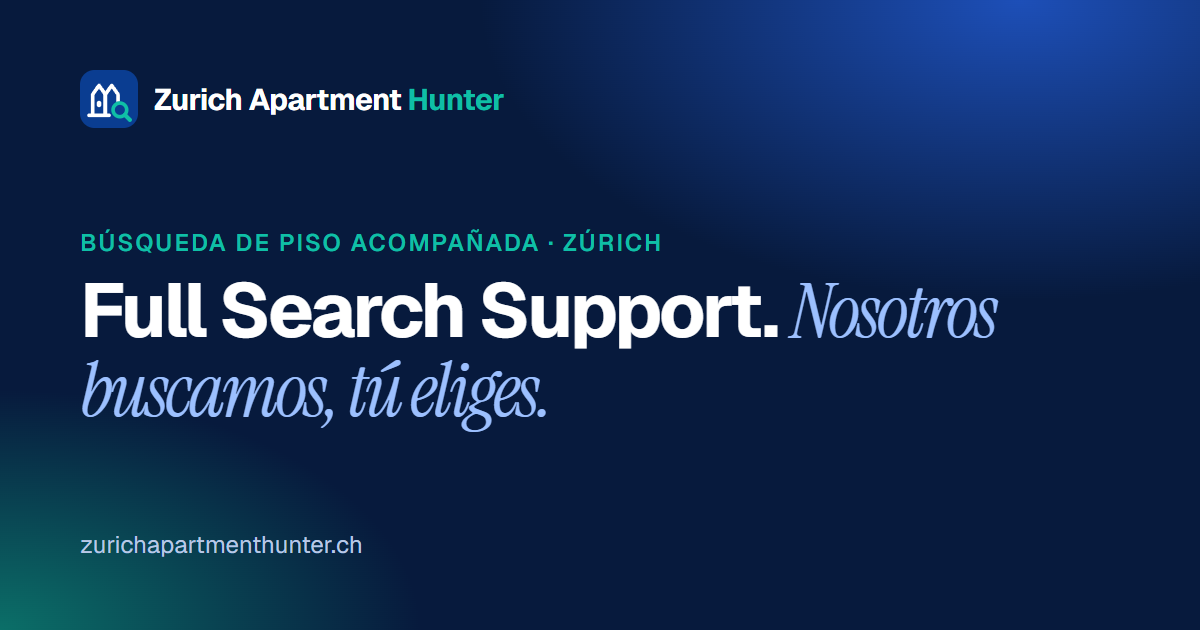 Zurich Apartment Hunter
BÚSQUEDA DE PISO ACOMPAÑADA · ZÚRICH
Full Search Support. Nosotros
buscamos, tú eliges.
zurichapartmenthunter.ch